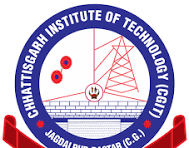 CHHATTISGARH INSTITUTE OF TECHNOLOGY (CGIT)
JAGDALPUR BASTAR (C.G.)